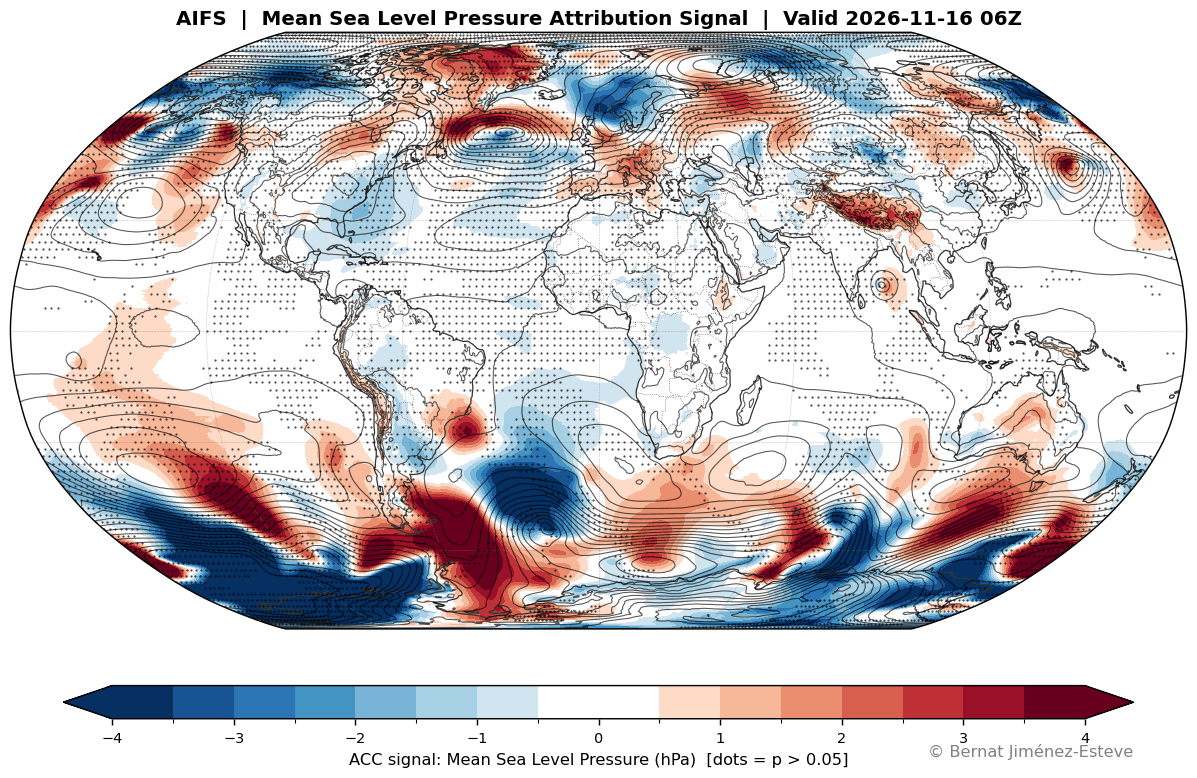 AIFS | Mean Sea Level Pressure Attribution Signal | Valid 2026-11-16 06Z
−4 −3 −2 −1 0 1 2 3 4
© Bernat Jiménez-Esteve
ACC signal: Mean Sea Level Pressure (hPa) [dots = p > 0.05]